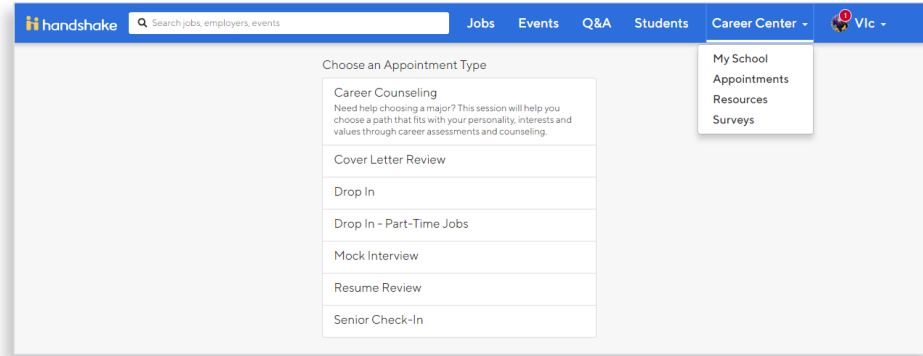 handshake
Search jobs, employers, events
Jobs Events Q&A Students Career Center
1
VIc
My School
Appointments
Resources
Surveys
Choose an Appointment Type
Career Counseling
Need help choosing a major? This session will help you
choose a path that fits with your personality, interests and
values through career assessments and counseling.
Cover Letter Review
Drop In
Drop In - Part-Time Jobs
Mock Interview
Resume Review
Senior Check-In